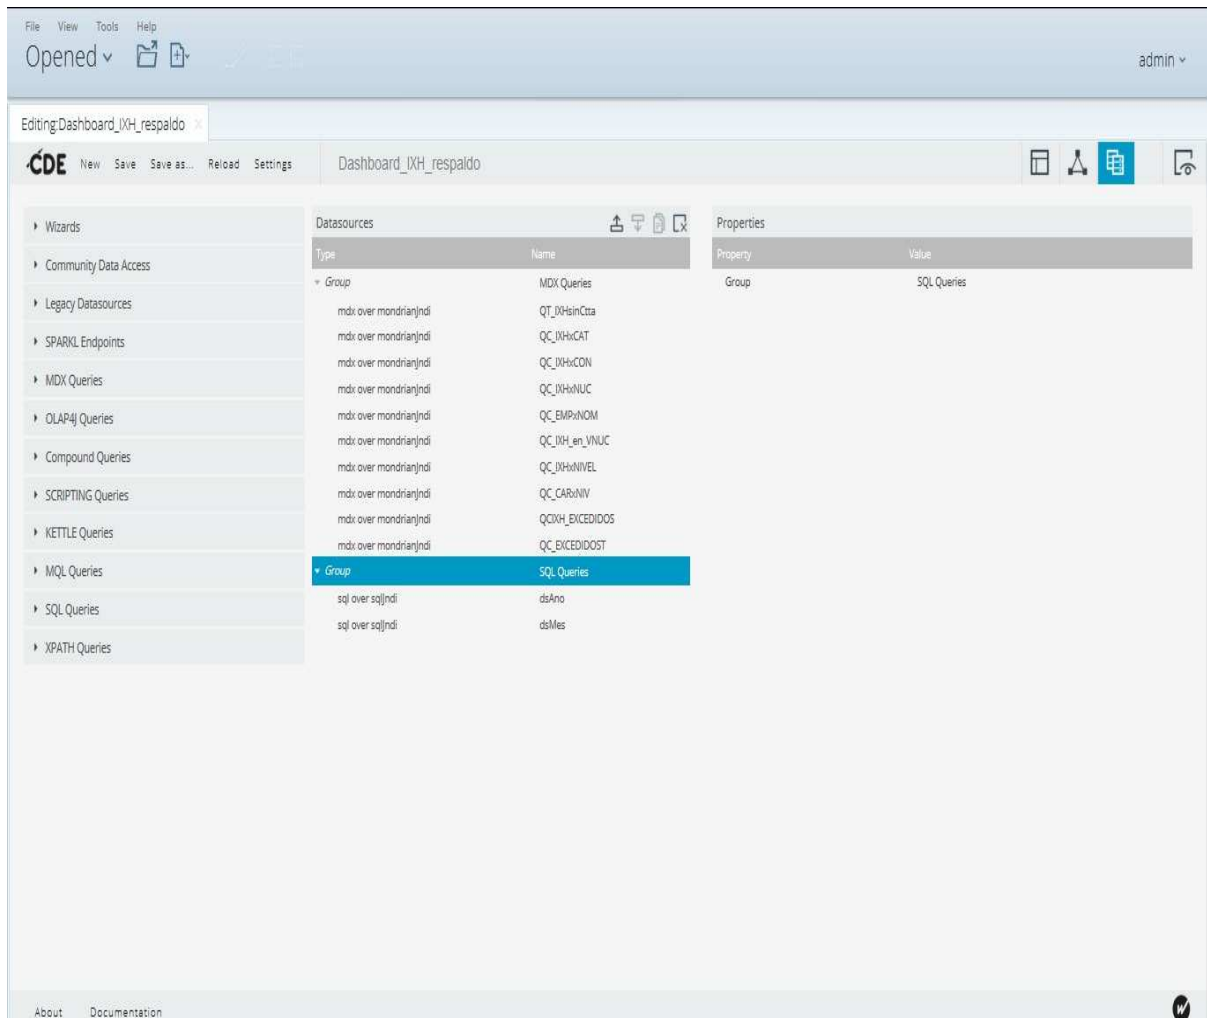 File View Tools Help
Opened
admin
Editing:Dashboard_IXH_respaldo x
CDE New Save Save as... Reload Settings Dashboard_IXH_respaldo
Wizards
Community Data Access
Legacy Datasources
SPARKL Endpoints
MDX Queries
OLAP4J Queries
Compound Queries
SCRIPTING Queries
KETTLE Queries
MQL Queries
SQL Queries
XPATH Queries
Datasources
Type Name
Group MDX Queries
mdx over mondrianJndi QT_IXHsinCtta
mdx over mondrianJndi QC_IXHxCAT
mdx over mondrianJndi QC_IXHxCON
mdx over mondrianJndi QC_IXHxNUC
mdx over mondrianJndi QC_EMPxNOM
mdx over mondrianJndi QC_IXH_en_VNUC
mdx over mondrianJndi QC_IXHxNIVEL
mdx over mondrianJndi QC_CARxNIV
mdx over mondrianJndi QCIXH_EXCEDIDOS
mdx over mondrianJndi QC_EXCEDIDOST
Group SQL Queries
sql over sqlJndi dsAno
sql over sqlJndi dsMes
Properties
Property Value
Group SQL Queries
About Documentation